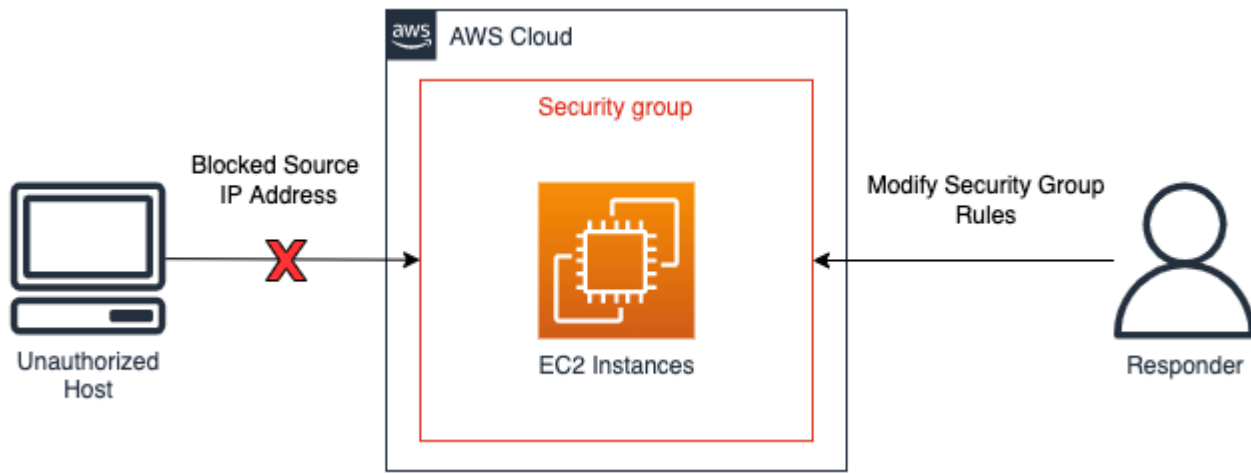 aws
AWS Cloud
Security group
Blocked Source
IP Address
Modify Security Group
Rules
Unauthorized
Host
EC2 Instances
Responder